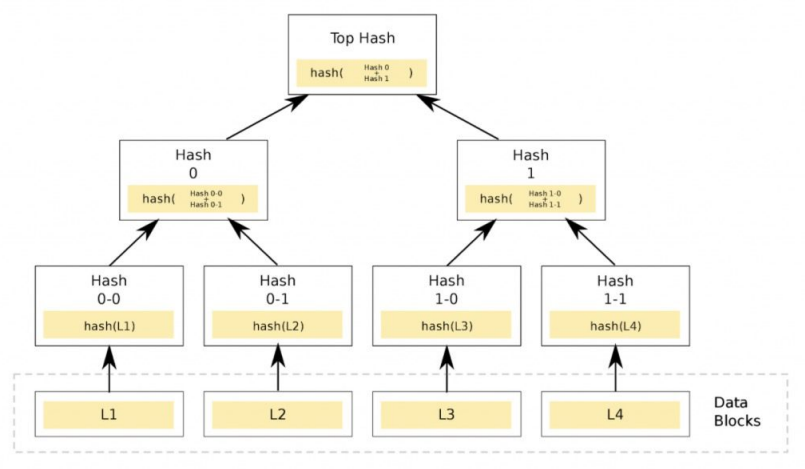 Top Hash
hash( Hash 0 + Hash 1 )
Hash
0
hash( Hash 0-0 + Hash 0-1 )
Hash
1
hash( Hash 1-0 + Hash 1-1 )
Hash
0-0
hash(L1)
Hash
0-1
hash(L2)
Hash
1-0
hash(L3)
Hash
1-1
hash(L4)
L1
L2
L3
L4
Data
Blocks